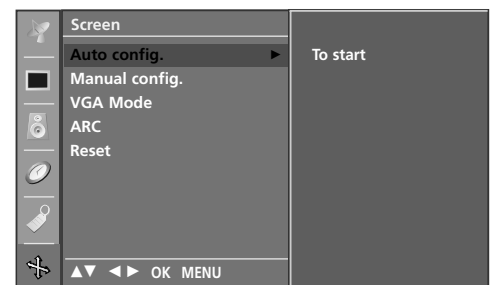 Screen
Auto config. ►
To start
Manual config.
VGA Mode
ARC
Reset
▲▼ ◄► OK MENU